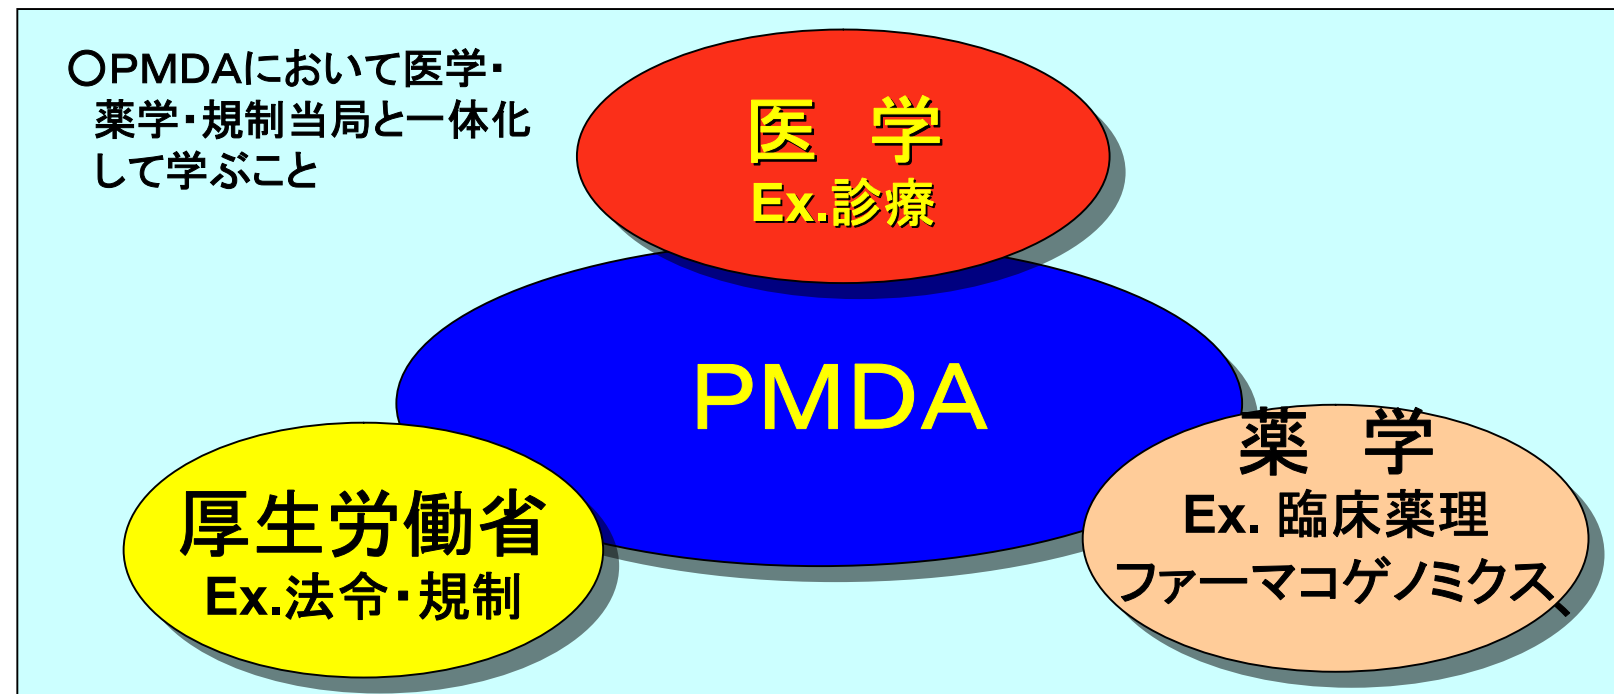 ○PMDAにおいて医学・
薬学・規制当局と一体化
して学ぶこと
医 学
Ex.診療
PMDA
厚生労働省
Ex.法令・規制
薬 学
Ex. 臨床薬理
ファーマコゲノミクス、